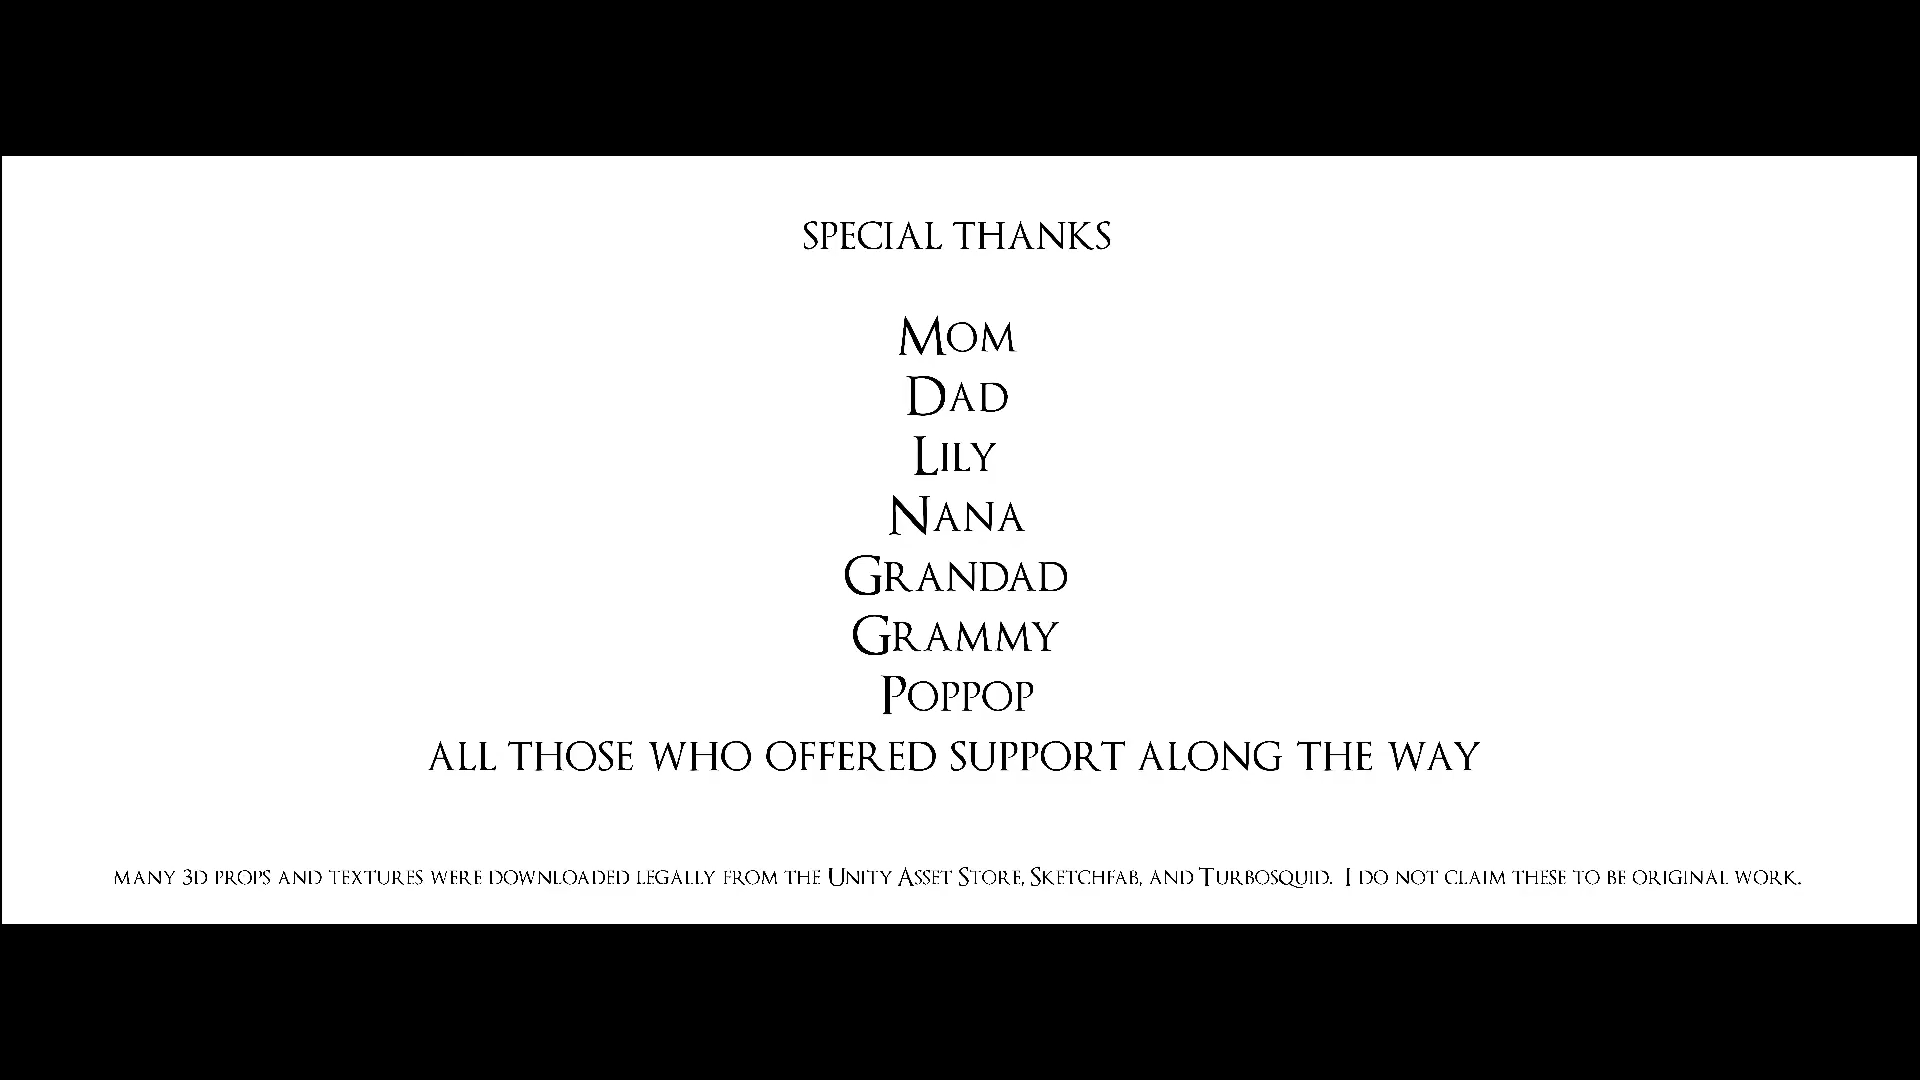 SPECIAL THANKS
MOM
DAD
LILY
NANA
GRANDAD
GRAMMY
POPPOP
ALL THOSE WHO OFFERED SUPPORT ALONG THE WAY
MANY 3D PROPS AND TEXTURES WERE DOWNLOADED LEGALLY FROM THE UNITY ASSET STORE, SKETCHFAB, AND TURBOSQUID. I DO NOT CLAIM THESE TO BE ORIGINAL WORK.